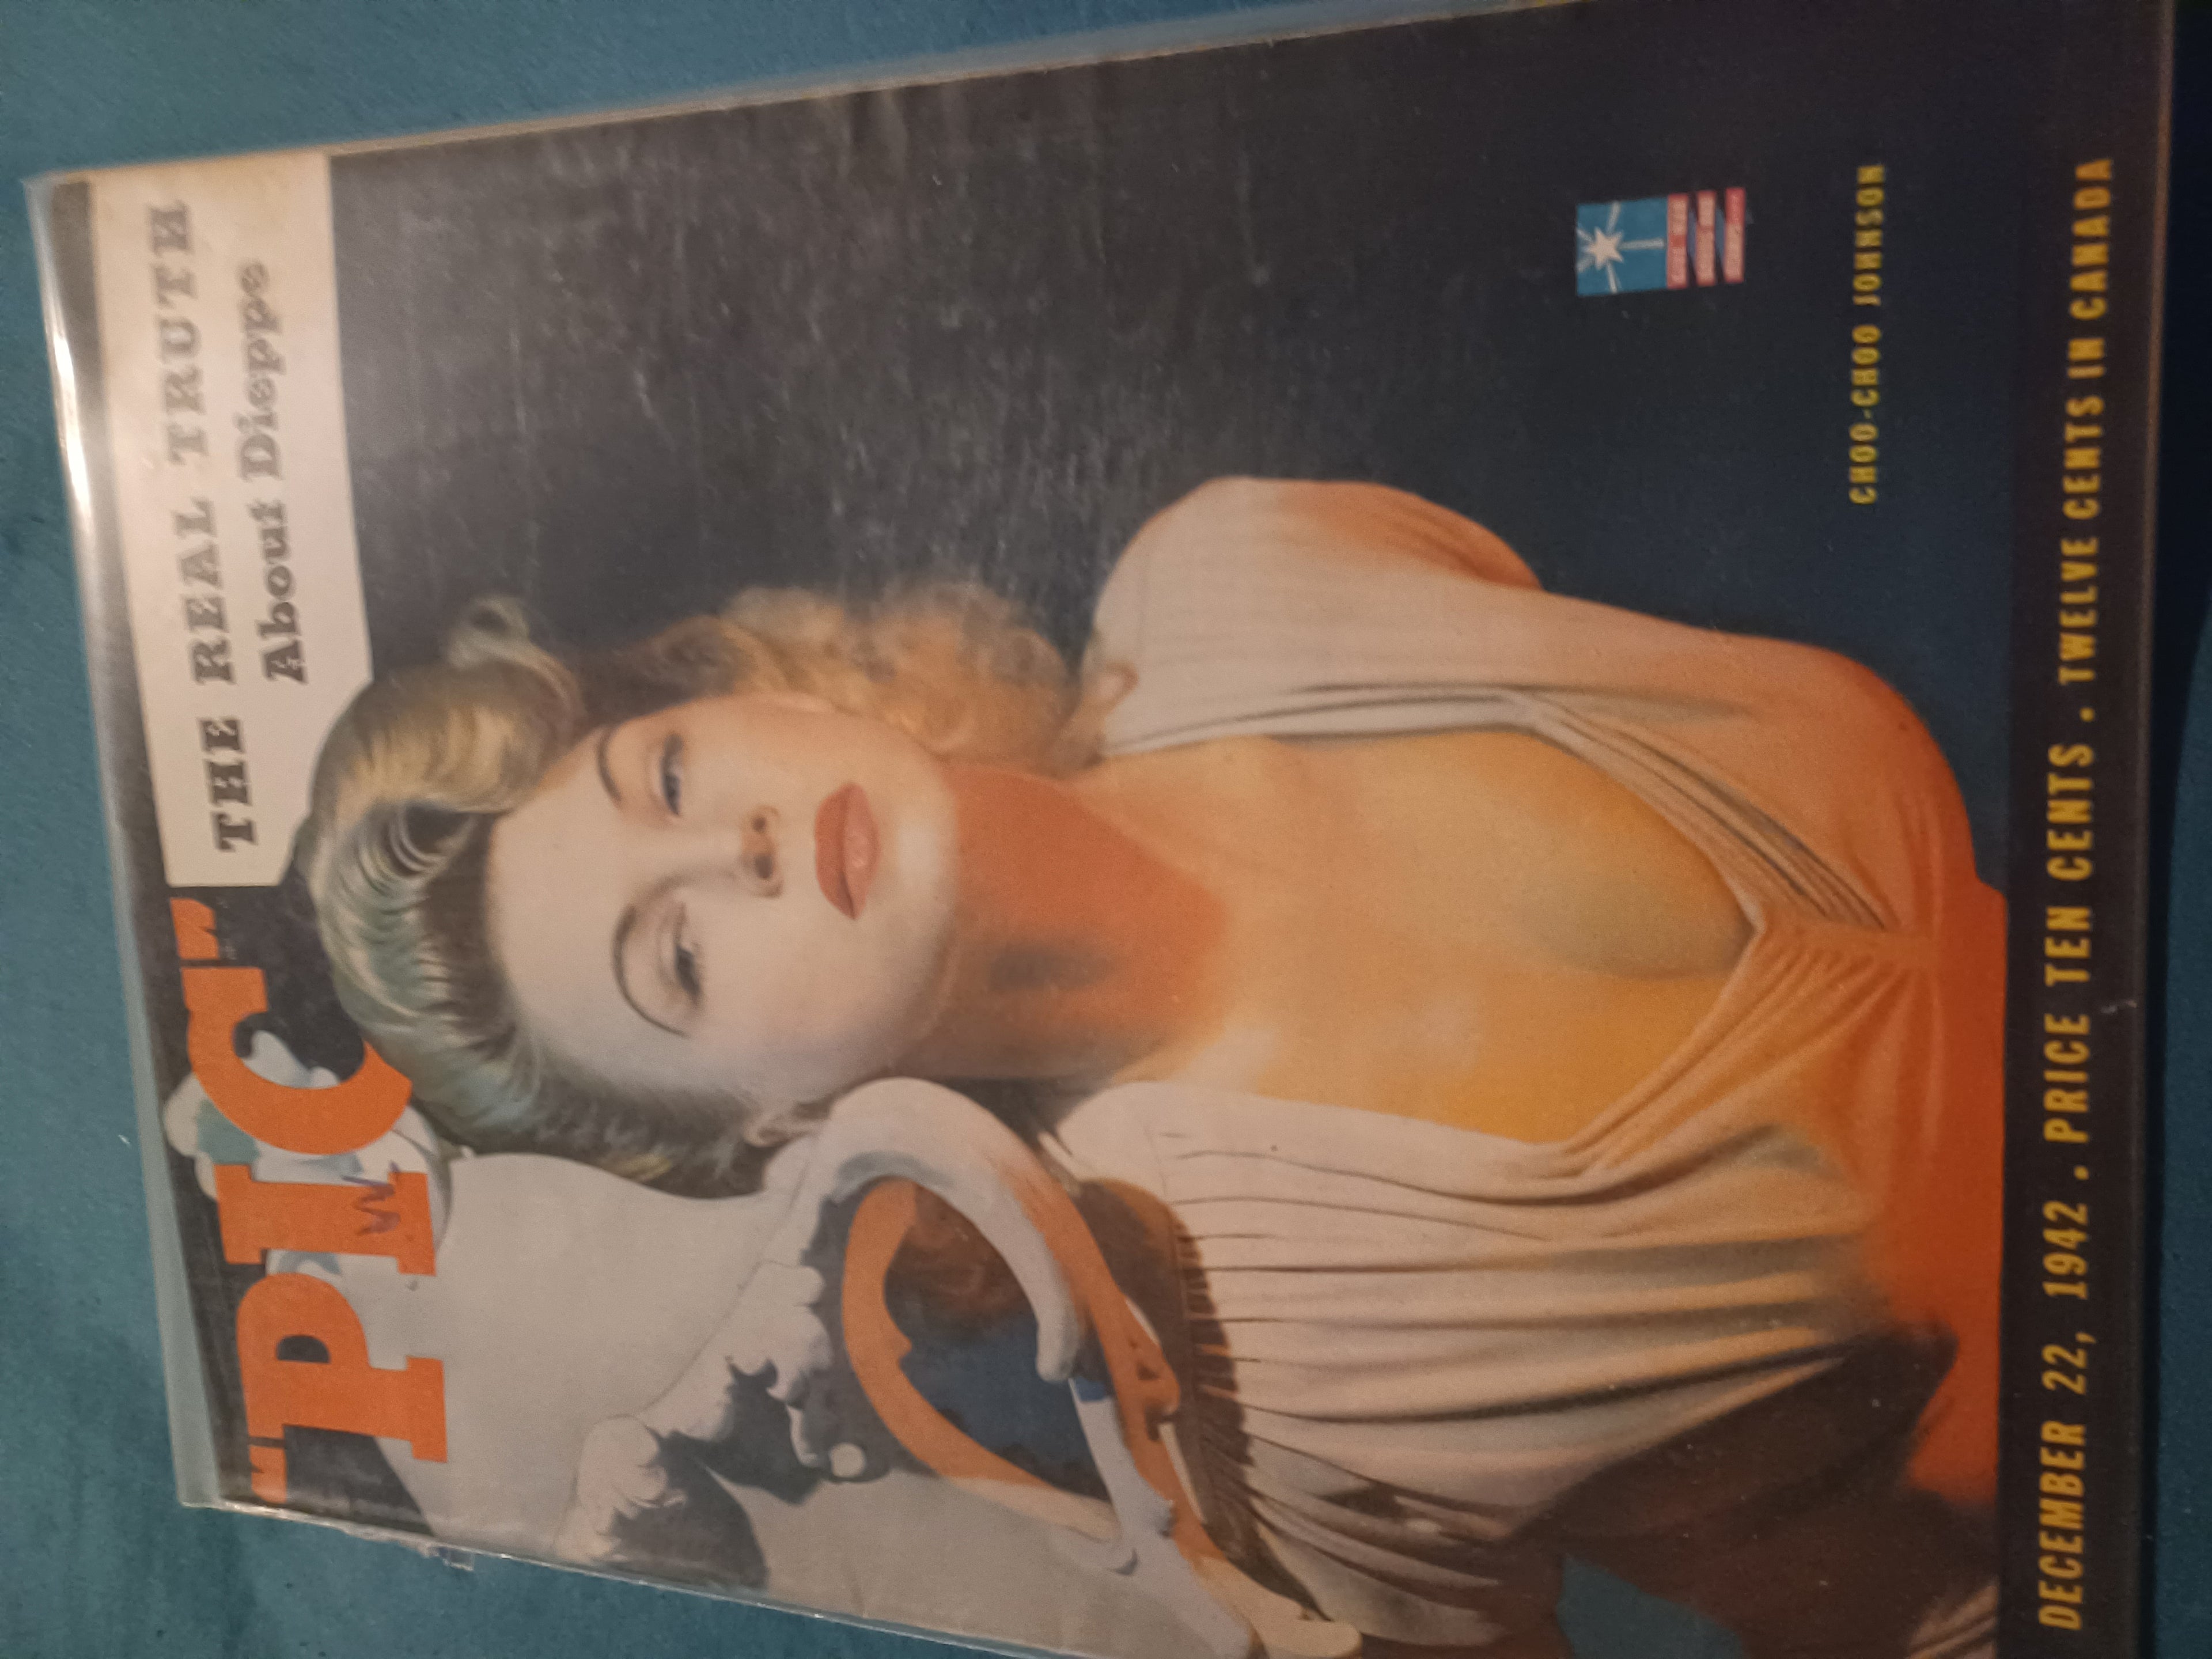 "PIC"
THE REAL TRUTH
About Dieppe
CHOO-CHOO JOHNSON
DECEMBER 22, 1942 . PRICE TEN CENTS . TWELVE CENTS IN CANADA